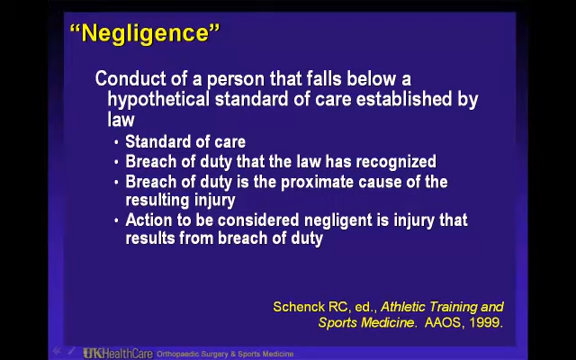 “Negligence”
Conduct of a person that falls below a
hypothetical standard of care established by
law
• Standard of care
• Breach of duty that the law has recognized
• Breach of duty is the proximate cause of the
resulting injury
• Action to be considered negligent is injury that
results from breach of duty
Schenck RC, ed., Athletic Training and
Sports Medicine. AAOS, 1999.
UKHealthCare Orthopaedic Surgery & Sports Medicine